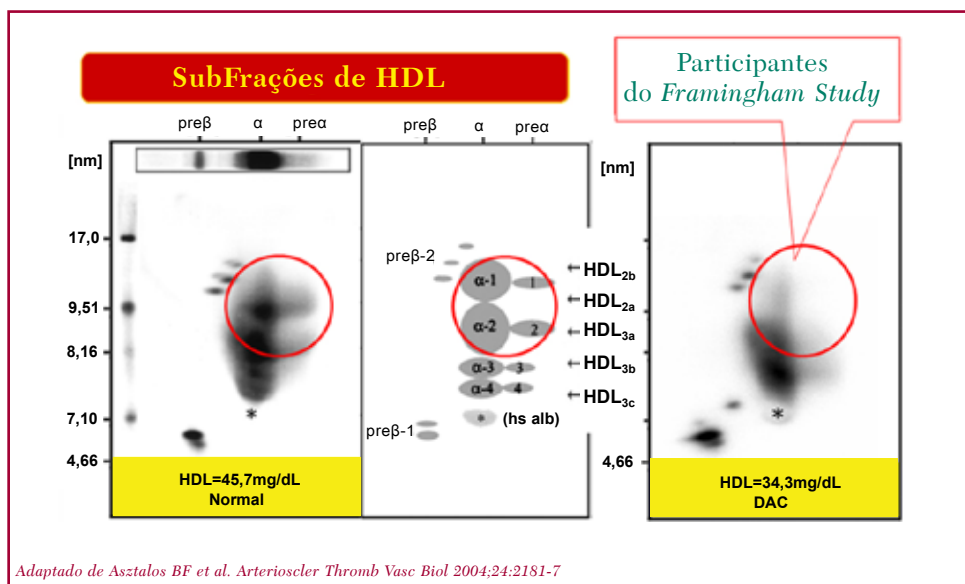 SubFrações de HDL
Participantes
do Framingham Study
preβ α preα
[nm]
17,0
9,51
8,16
7,10
4,66
*
HDL=45,7mg/dL
Normal
preβ α preα
preβ-2
α-1 1
α-2 2
α-3 3
α-4 4
* (hs alb)
preβ-1
[nm]
←HDL2b
←HDL2a
←HDL3a
←HDL3b
←HDL3c
4,66
*
HDL=34,3mg/dL
DAC
Adaptado de Asztalos BF et al. Arterioscler Thromb Vasc Biol 2004;24:2181-7